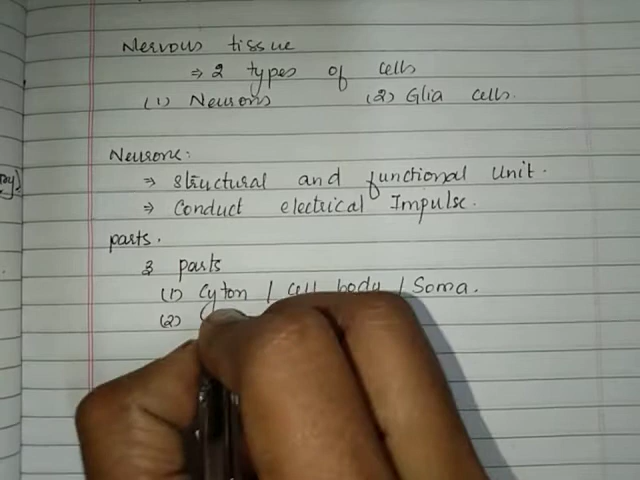 Nervous tissue
⇒ 2 types of cells
(1) Neurons (2) Glia cells.
Neurone:
⇒ structural and functional Unit.
⇒ Conduct electrical Impulse.
parts.
3 parts
(1) Cyton / Cell body / Soma.
(2)